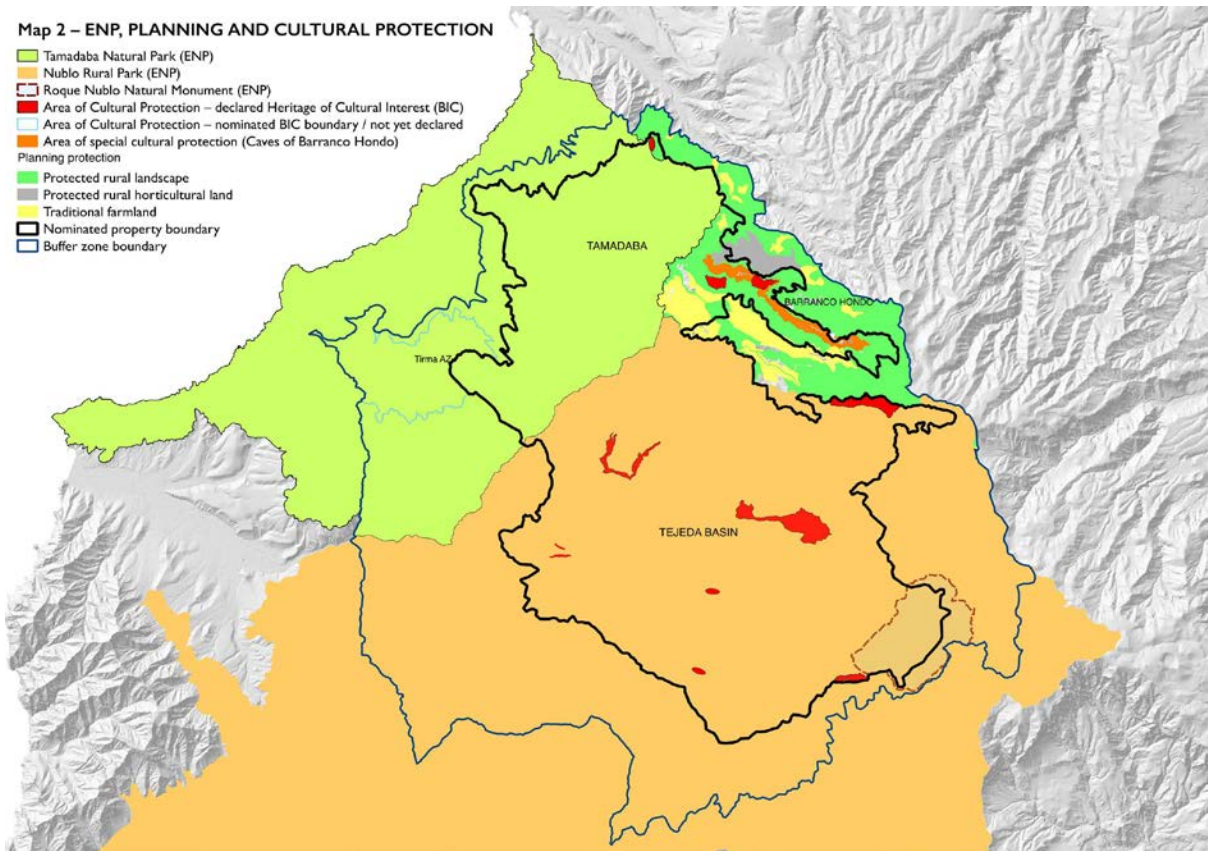 Map 2 – ENP, PLANNING AND CULTURAL PROTECTION
Tamadaba Natural Park (ENP)
Nublo Rural Park (ENP)
Roque Nublo Natural Monument (ENP)
Area of Cultural Protection – declared Heritage of Cultural Interest (BIC)
Area of Cultural Protection – nominated BIC boundary / not yet declared
Area of special cultural protection (Caves of Barranco Hondo)
Planning protection
Protected rural landscape
Protected rural horticultural land
Traditional farmland
Nominated property boundary
Buffer zone boundary
TAMADABA
BARRANCO HONDO
Tirma AZ
TEJEDA BASIN